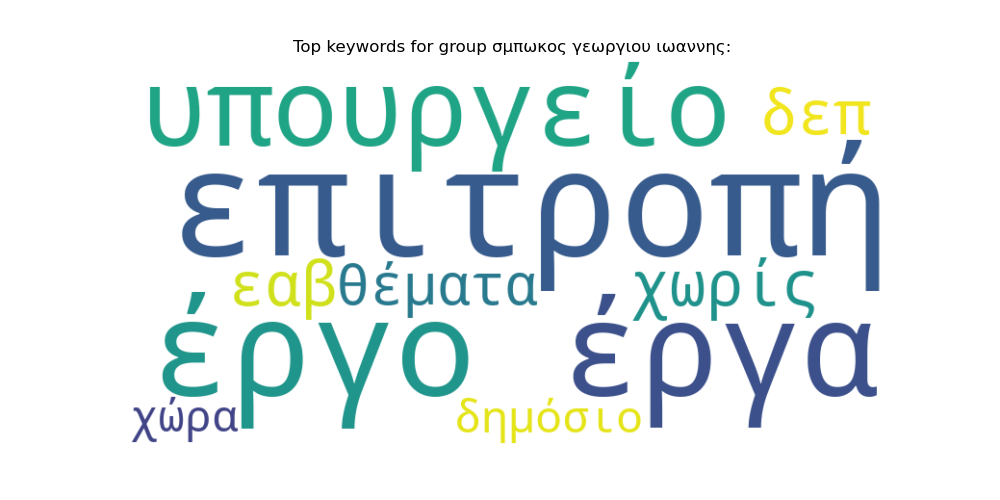 Top keywords for group σμπωκος γεωργιου ιωαννης:
υπουργείο δεπ
επιτροπή
εαβ θέματα χωρίς
έργο έργα
χώρα δημόσιο